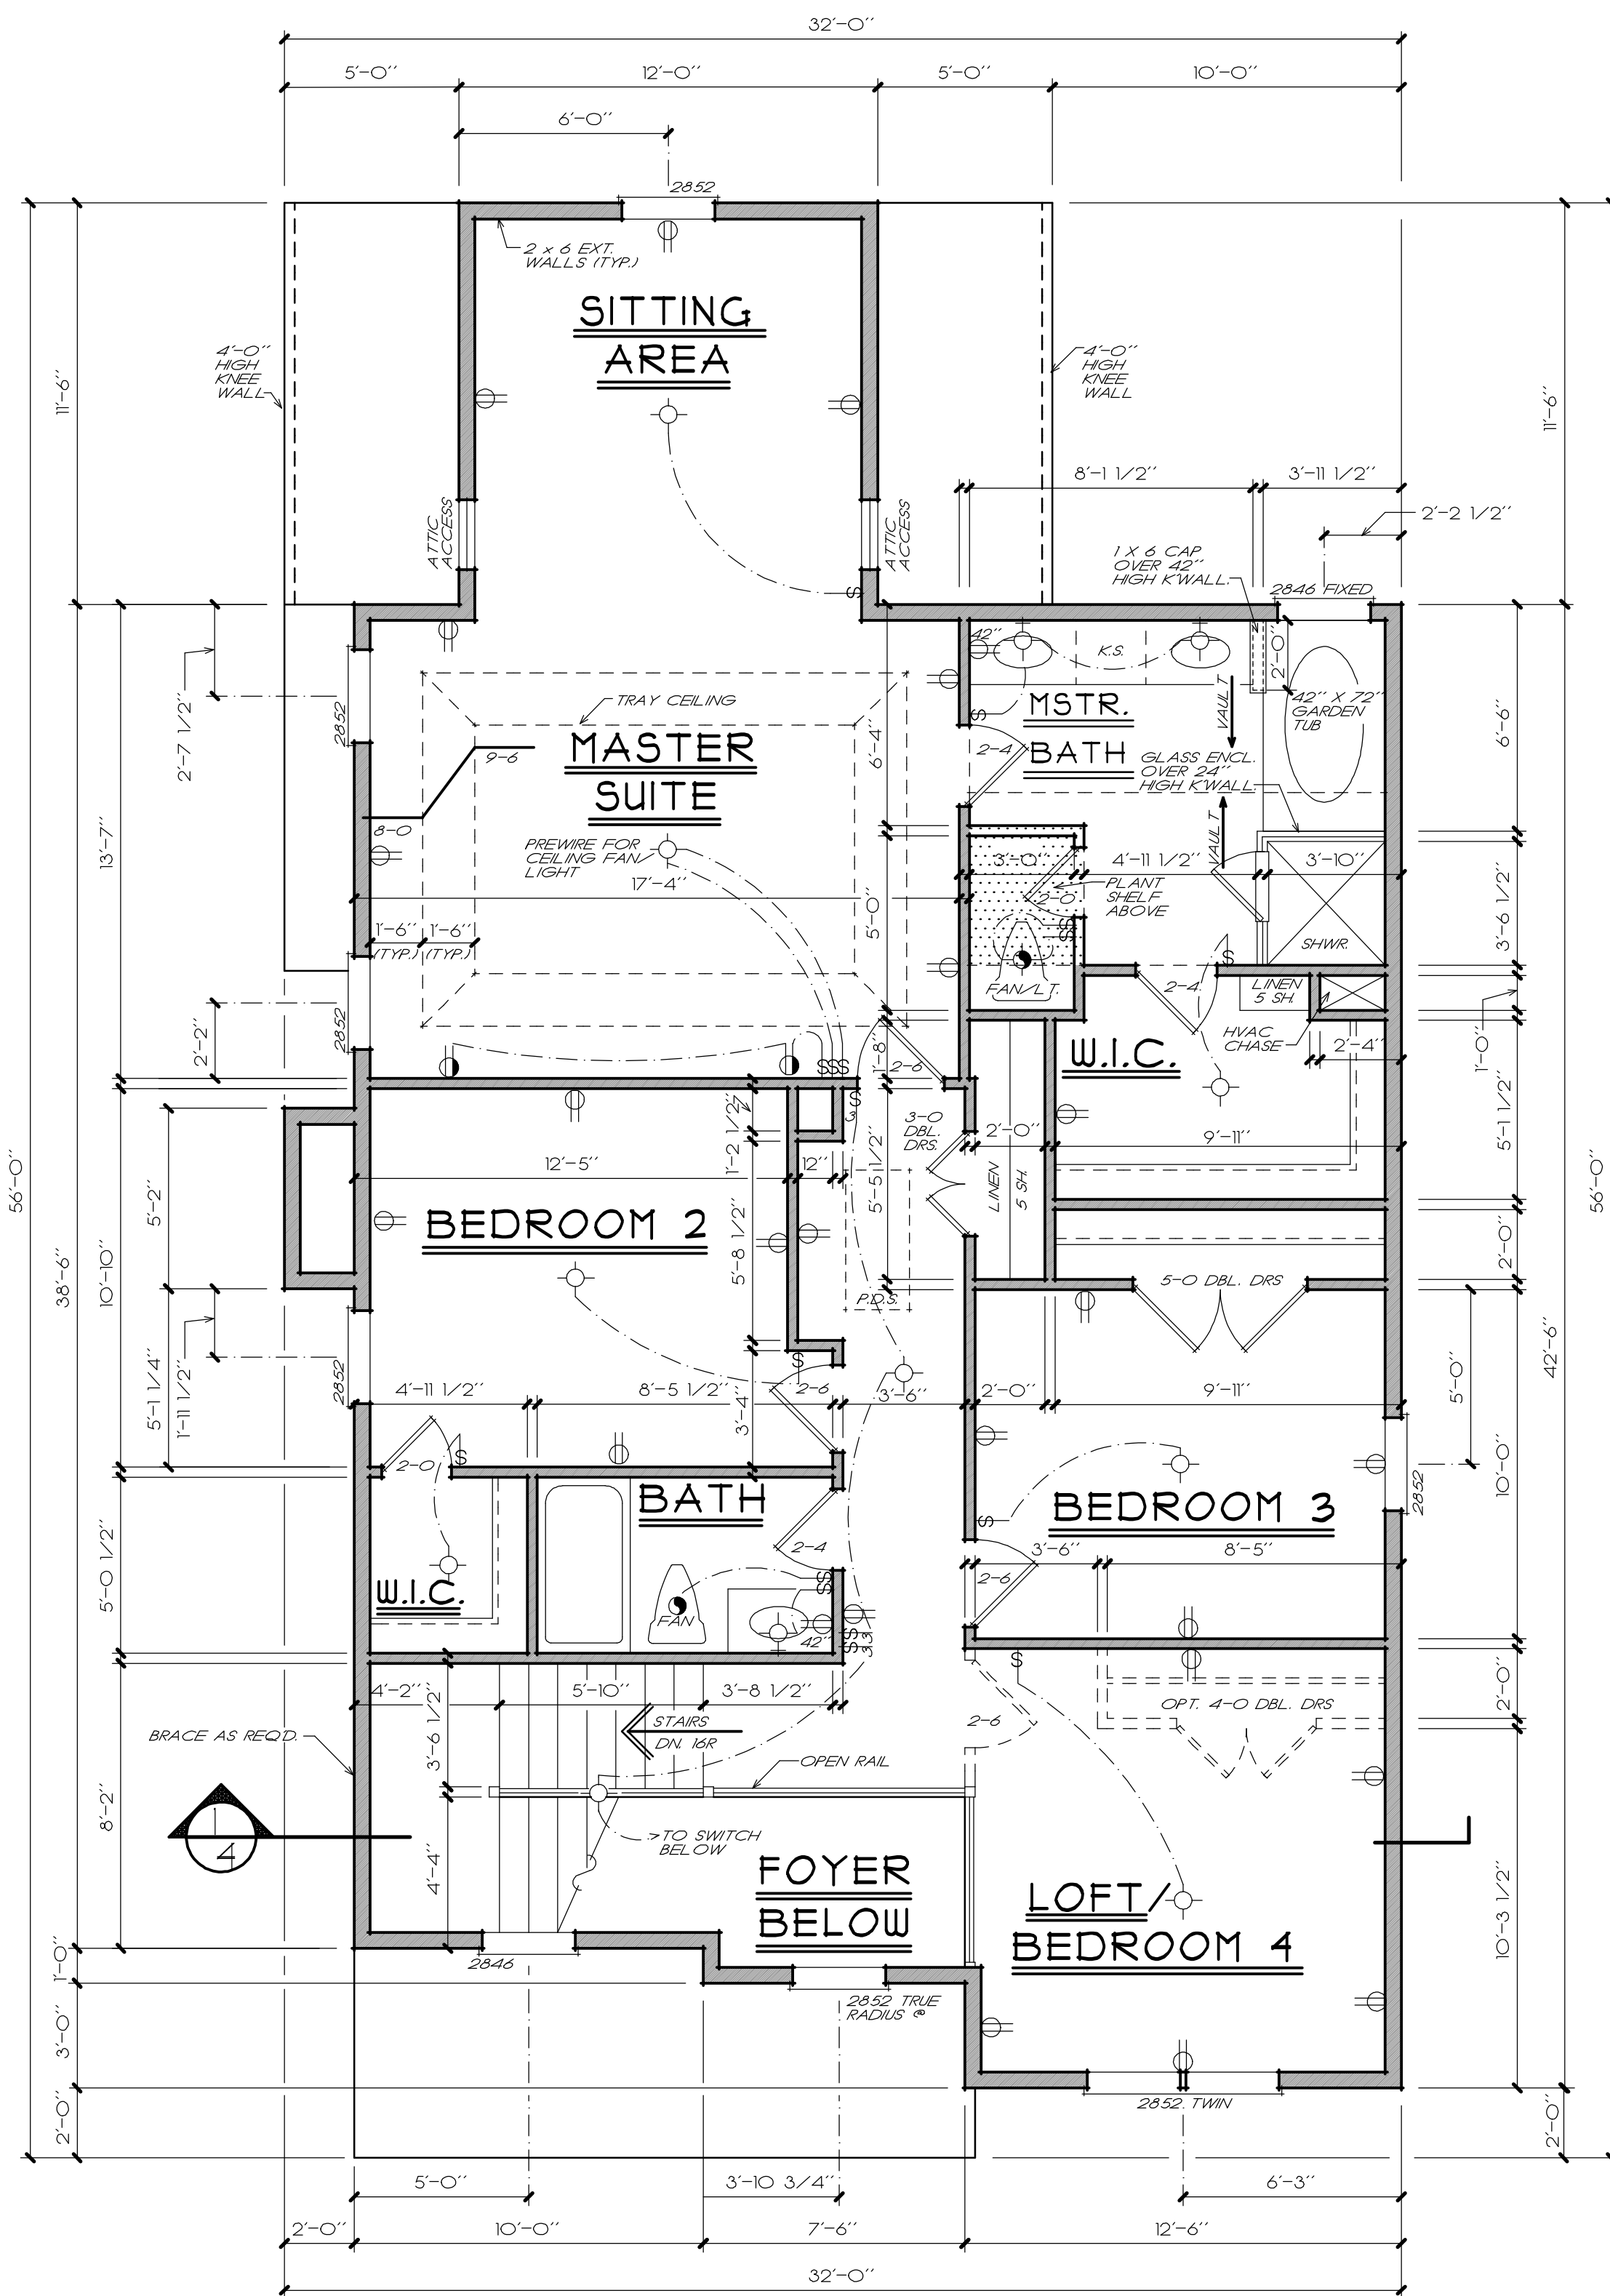 32'-0"
5'-0" 12'-0" 5'-0" 10'-0"
6'-0"
2852
2 x 6 EXT.
WALLS (TYP.)
SITTING
AREA
4'-0"
HIGH
KNEE
WALL
4'-0"
HIGH
KNEE
WALL
11'-6"
11'-6"
ATTIC
ACCESS
ATTIC
ACCESS
S
8'-1 1/2" 3'-11 1/2"
2'-2 1/2"
1 X 6 CAP
OVER 42"
HIGH K'WALL.
2846 FIXED
42"
K.S.
2'-0"
2'-7 1/2"
2852
TRAY CEILING
MASTER
SUITE
9-6
8-0
PREWIRE FOR
CEILING FAN/
LIGHT
17'-4"
1'-6" 1'-6"
(TYP.) (TYP.)
13'-7"
6'-4"
5'-0"
1'-8"
S
MSTR.
BATH
2-4
VAULT
VAULT
42" X 72"
GARDEN
TUB
GLASS ENCL.
OVER 24"
HIGH K'WALL.
6'-6"
3'-0" 4'-11 1/2" 3'-10"
2-0
PLANT
SHELF
ABOVE
SS
FAN/LT.
SHWR.
3'-6 1/2"
S
2-4
LINEN
5 SH.
HVAC
CHASE
2'-4"
1'-0"
W.I.C.
2'-2"
2852
SSS
2-6
S
3
3-0
DBL.
DRS.
2'-0"
9'-11"
5'-1 1/2"
LINEN
5 SH.
1'-2 1/2"
7
12'-5" 12"
5'-5 1/2"
BEDROOM 2
5'-8 1/2"
P.D.S.
56'-0"
38'-6"
10'-10"
5'-2"
5'-1 1/4"
1'-11 1/2"
2852
56'-0"
42'-6"
2'-0"
5-0 DBL. DRS
5'-0"
10'-0"
S
2-6
4'-11 1/2" 8'-5 1/2" 3'-6" 2'-0" 9'-11"
3'-4"
2-0
S
BATH
2-4
SS
FAN
42"
SS
33
W.I.C.
5'-0 1/2"
BEDROOM 3
2852
S
3'-6" 8'-5"
2-6
S
4'-2" 5'-10" 3'-8 1/2"
3'-6 1/2"
STAIRS
DN. 16R
2-6
OPT. 4-0 DBL. DRS
2'-0"
BRACE AS REQ'D.
OPEN RAIL
8'-2"
1
4
4'-4"
TO SWITCH
BELOW
FOYER
BELOW
LOFT/
BEDROOM 4
10'-3 1/2"
2846
2852 TRUE
RADIUS @
1'-0"
3'-0"
2'-0"
2852 TWIN
2'-0"
5'-0" 3'-10 3/4" 6'-3"
2'-0" 10'-0" 7'-6" 12'-6"
32'-0"